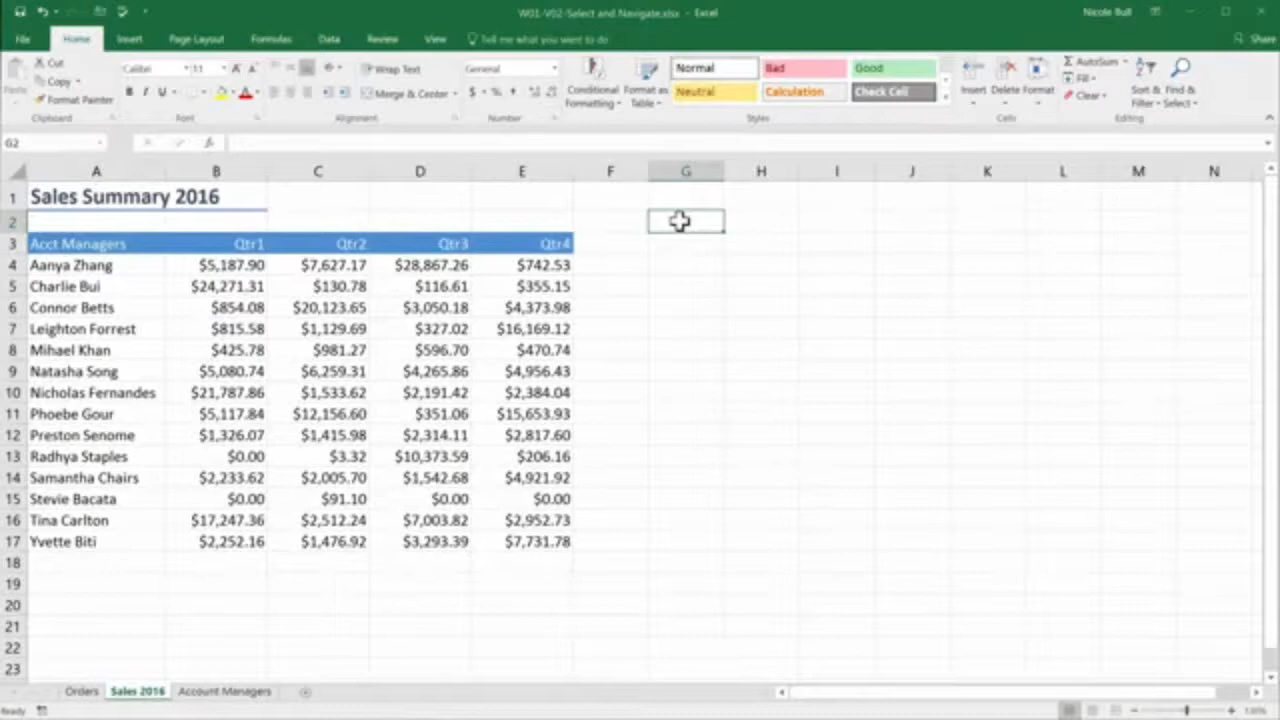 W01-V02-Select and Navigate.xlsx - Excel
Nicole Bull
File Home Insert Page Layout Formulas Data Review View Tell me what you want to do Share
Cut
Copy
Format Painter
Paste
Clipboard
Calibri 11
B I U
Font
Wrap Text
Merge & Center
Alignment
General
$ %
Number
Conditional Formatting
Format as Table
Normal Bad Good
Neutral Calculation Check Cell
Styles
Insert Delete Format
Cells
AutoSum
Fill
Clear
Sort & Filter
Find & Select
Editing
G2
A B C D E F G H I J K L M N
1 Sales Summary 2016
2
3 Acct Managers Qtr1 Qtr2 Qtr3 Qtr4
4 Aanya Zhang $5,187.90 $7,627.17 $28,867.26 $742.53
5 Charlie Bui $24,271.31 $130.78 $116.61 $355.15
6 Connor Betts $854.08 $20,123.65 $3,050.18 $4,373.98
7 Leighton Forrest $815.58 $1,129.69 $327.02 $16,169.12
8 Mihael Khan $425.78 $981.27 $596.70 $470.74
9 Natasha Song $5,080.74 $6,259.31 $4,265.86 $4,956.43
10 Nicholas Fernandes $21,787.86 $1,533.62 $2,191.42 $2,384.04
11 Phoebe Gour $5,117.84 $12,156.60 $351.06 $15,653.93
12 Preston Senome $1,326.07 $1,415.98 $2,314.11 $2,817.60
13 Radhya Staples $0.00 $3.32 $10,373.59 $206.16
14 Samantha Chairs $2,233.62 $2,005.70 $1,542.68 $4,921.92
15 Stevie Bacata $0.00 $91.10 $0.00 $0.00
16 Tina Carlton $17,247.36 $2,512.24 $7,003.82 $2,952.73
17 Yvette Biti $2,252.16 $1,476.92 $3,293.39 $7,731.78
18
19
20
21
22
23
Orders Sales 2016 Account Managers
Ready